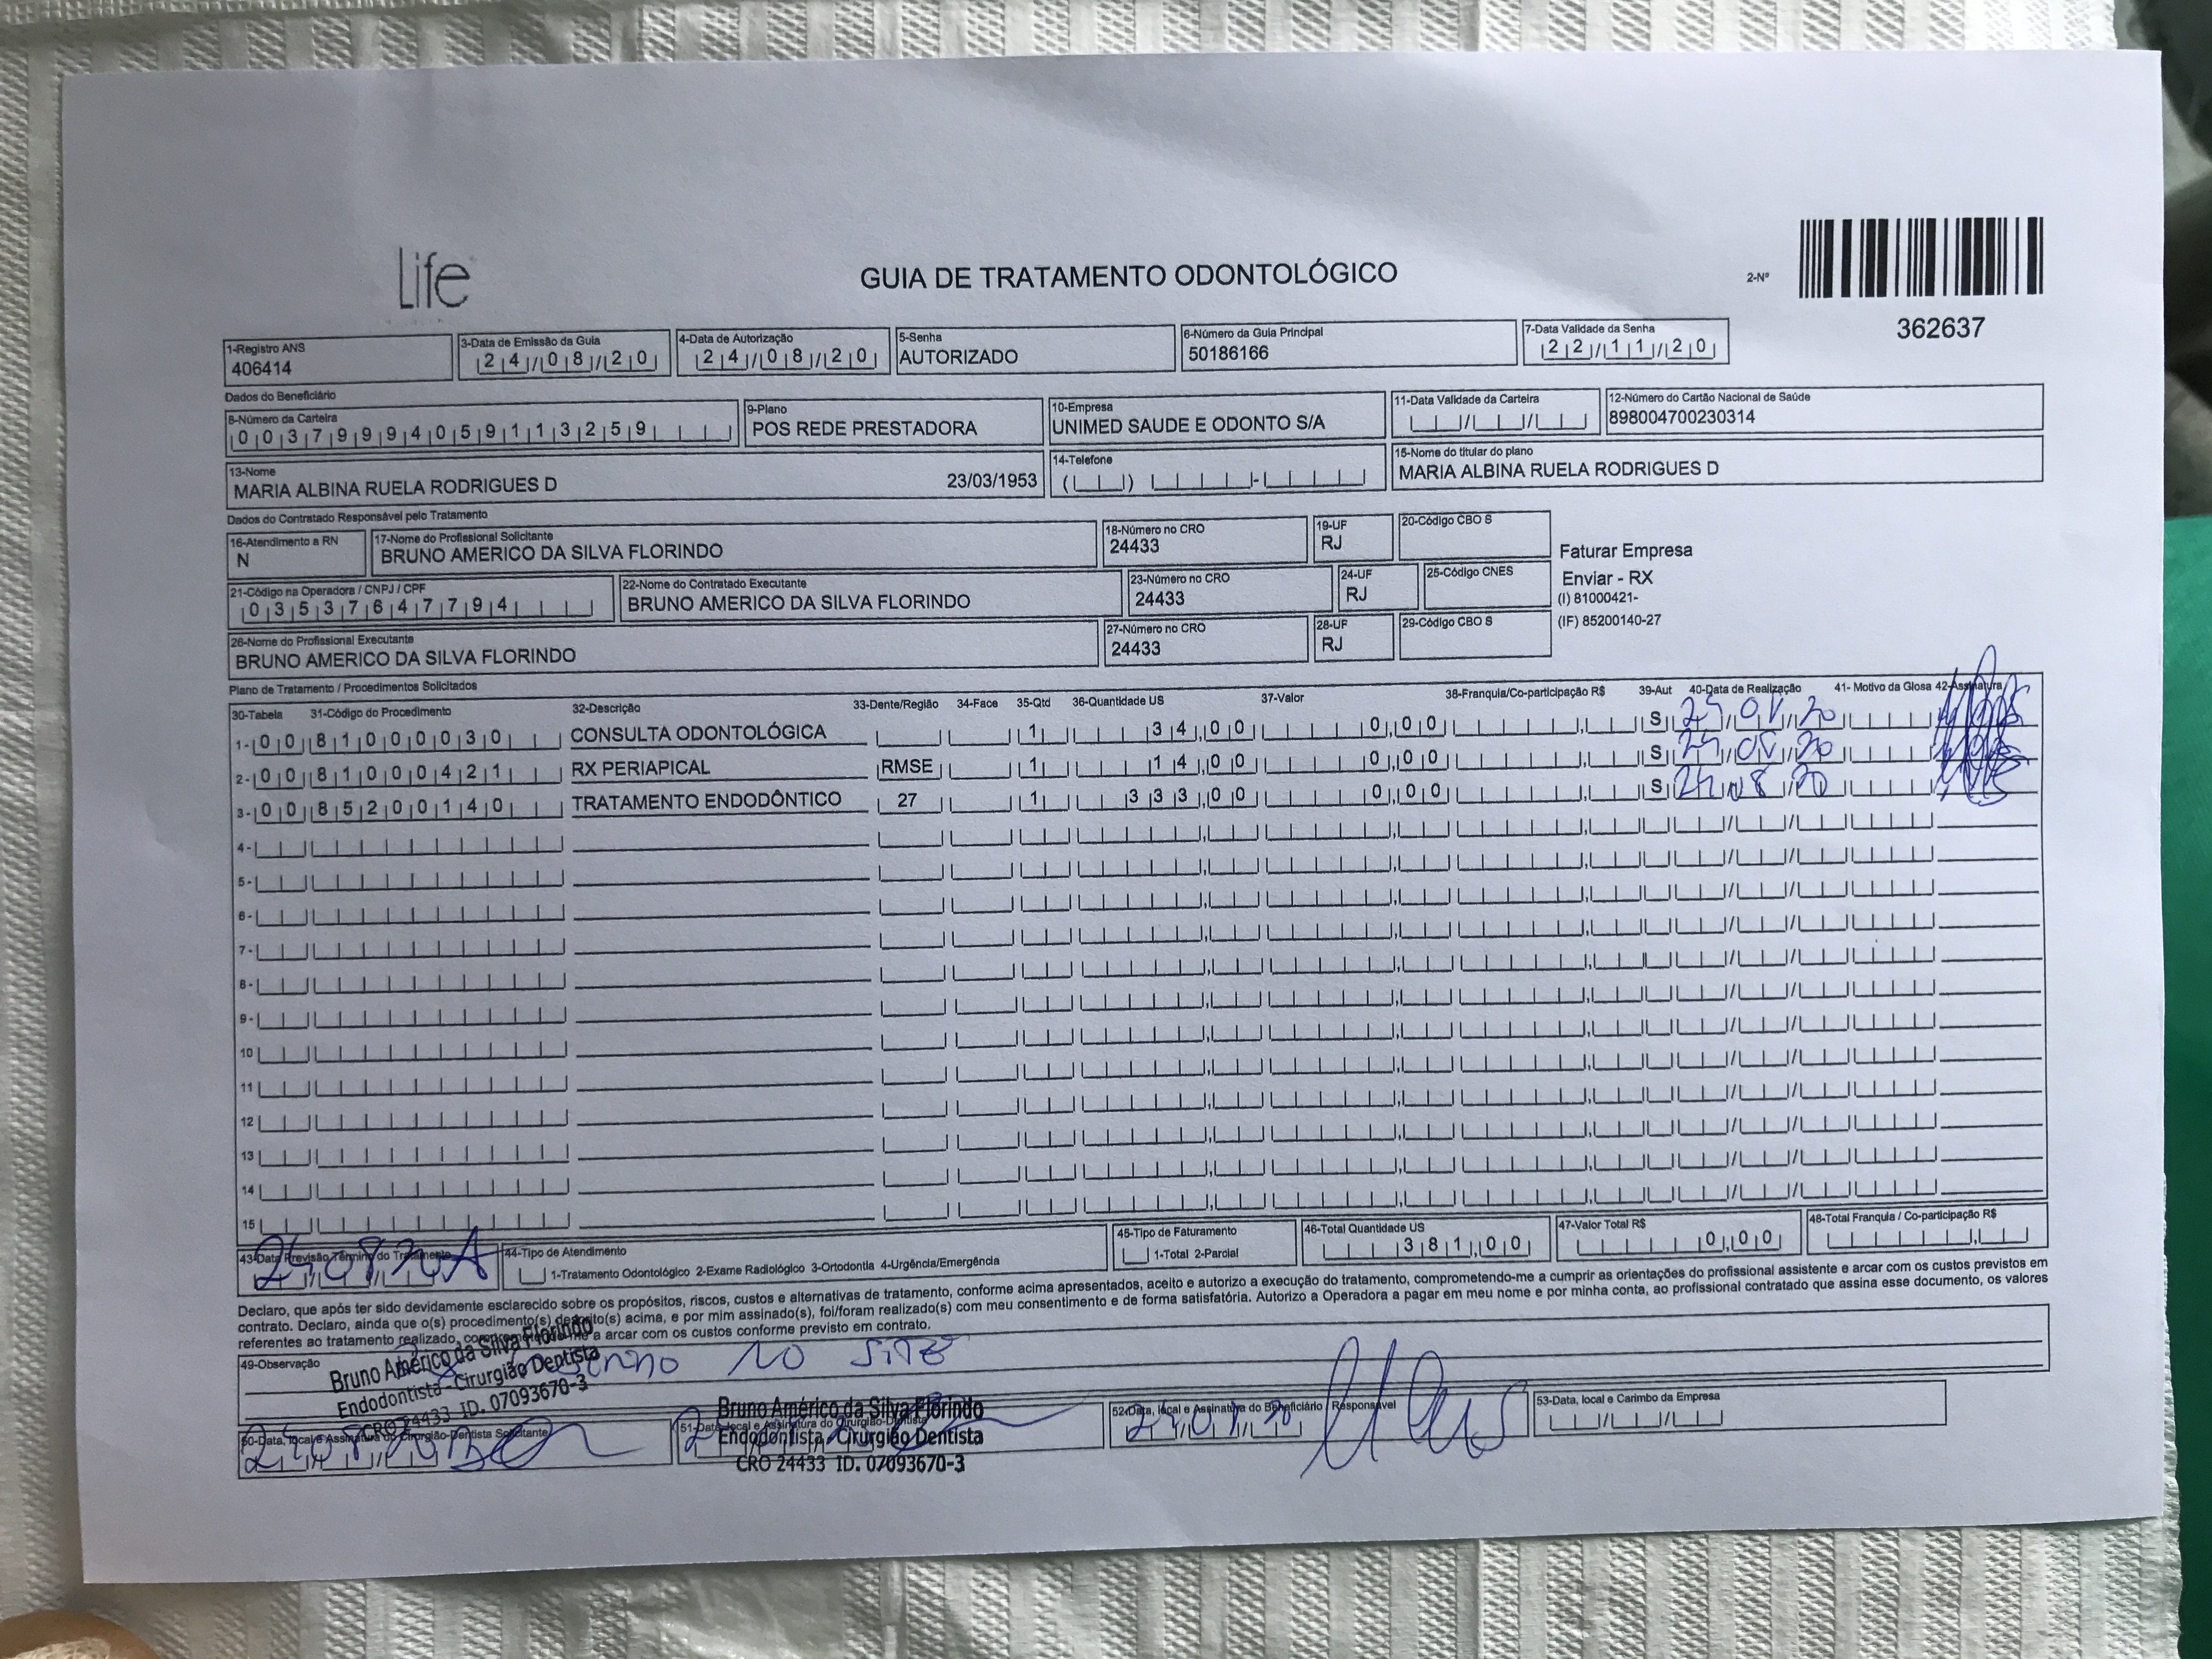 Life
GUIA DE TRATAMENTO ODONTOLÓGICO
2-Nº
362637
1-Registro ANS
406414
3-Data de Emissão da Guia
24/08/20
4-Data de Autorização
24/08/20
5-Senha
AUTORIZADO
6-Número da Guia Principal
50186166
7-Data Validade da Senha
22/11/20
Dados do Beneficiário
8-Número da Carteira
00379994059113259
9-Plano
POS REDE PRESTADORA
10-Empresa
UNIMED SAUDE E ODONTO S/A
11-Data Validade da Carteira
12-Número do Cartão Nacional de Saúde
898004700230314
13-Nome
MARIA ALBINA RUELA RODRIGUES D 23/03/1953
14-Telefone
15-Nome do titular do plano
MARIA ALBINA RUELA RODRIGUES D
Dados do Contratado Responsável pelo Tratamento
16-Atendimento a RN
N
17-Nome do Profissional Solicitante
BRUNO AMERICO DA SILVA FLORINDO
18-Número no CRO
24433
19-UF
RJ
20-Código CBO S
Faturar Empresa
Enviar - RX
(I) 81000421-
(IF) 85200140-27
21-Código na Operadora / CNPJ / CPF
03537647794
22-Nome do Contratado Executante
BRUNO AMERICO DA SILVA FLORINDO
23-Número no CRO
24433
24-UF
RJ
25-Código CNES
26-Nome do Profissional Executante
BRUNO AMERICO DA SILVA FLORINDO
27-Número no CRO
24433
28-UF
RJ
29-Código CBO S
Plano de Tratamento / Procedimentos Solicitados
30-Tabela 31-Código do Procedimento 32-Descrição 33-Dente/Região 34-Face 35-Qtd 36-Quantidade US 37-Valor 38-Franquia/Co-participação R$ 39-Aut 40-Data de Realização 41- Motivo da Glosa 42-Assinatura
1- 00 81000030 CONSULTA ODONTOLÓGICA 1 34,00 0,00 S
2- 00 81000421 RX PERIAPICAL RMSE 1 14,00 0,00 S
3- 00 85200140 TRATAMENTO ENDODÔNTICO 27 1 333,00 0,00 S
4-
5-
6-
7-
8-
9-
10
11
12
13
14
15
43-Data Previsão Término do Tratamento
44-Tipo de Atendimento
1-Tratamento Odontológico 2-Exame Radiológico 3-Ortodontia 4-Urgência/Emergência
45-Tipo de Faturamento
1-Total 2-Parcial
46-Total Quantidade US
381,00
47-Valor Total R$
0,00
48-Total Franquia / Co-participação R$
Declaro, que após ter sido devidamente esclarecido sobre os propósitos, riscos, custos e alternativas de tratamento, conforme acima apresentados, aceito e autorizo a execução do tratamento, comprometendo-me a cumprir as orientações do profissional assistente e arcar com os custos previstos em
contrato. Declaro, ainda que o(s) procedimento(s) descrito(s) acima, e por mim assinado(s), foi/foram realizado(s) com meu consentimento e de forma satisfatória. Autorizo a Operadora a pagar em meu nome e por minha conta, ao profissional contratado que assina esse documento, os valores
referentes ao tratamento realizado, comprometendo-me a arcar com os custos conforme previsto em contrato.
49-Observação
no site
Bruno Américo da Silva Florindo
Endodontista - Cirurgião Dentista
CRO 24433 ID. 07093670-3
50-Data, local e Assinatura do Cirurgião-Dentista Solicitante
51-Data, local e Assinatura do Cirurgião-Dentista
Bruno Américo da Silva Florindo
Endodontista - Cirurgião Dentista
CRO 24433 ID. 07093670-3
52-Data, local e Assinatura do Beneficiário / Responsável
53-Data, local e Carimbo da Empresa